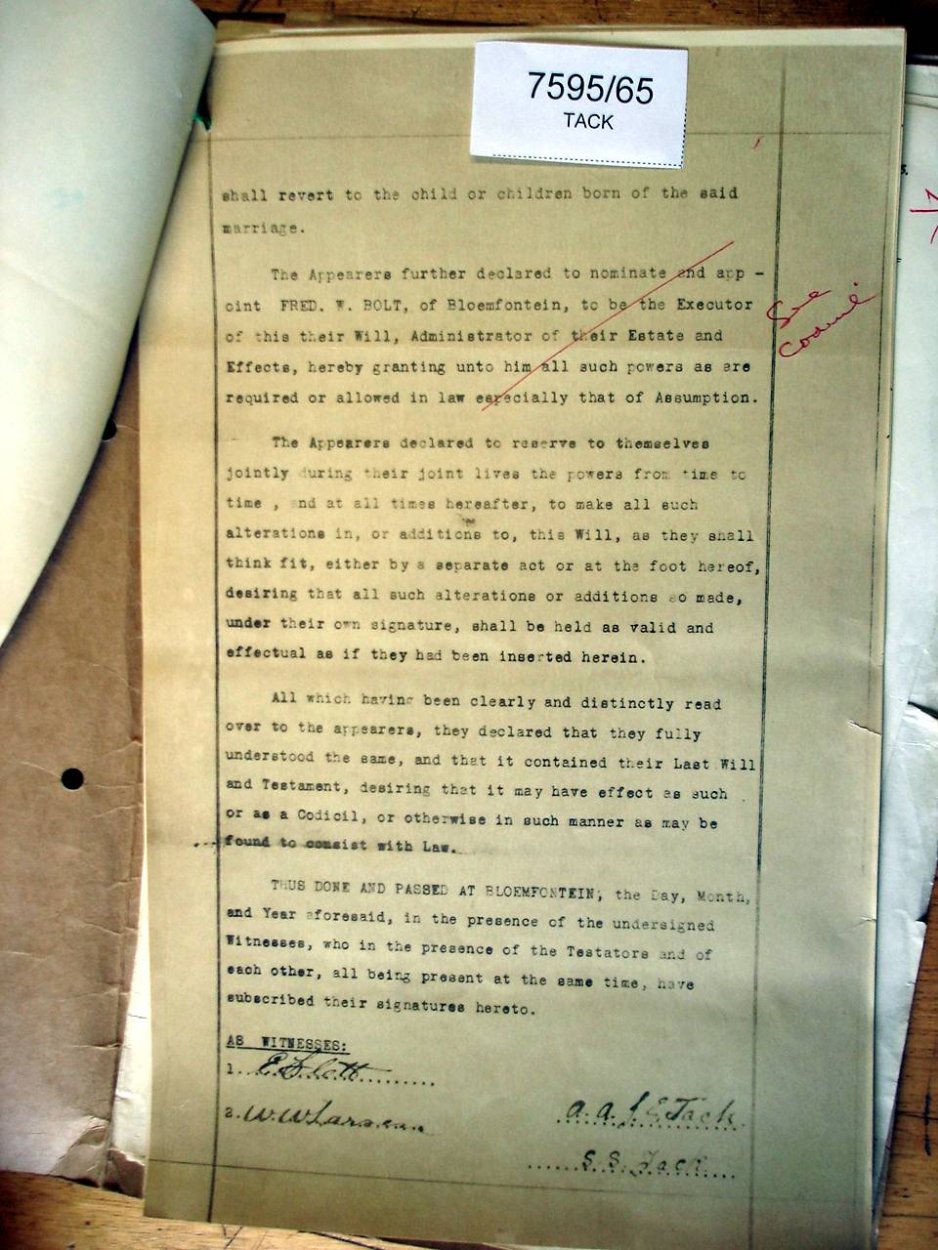 7595/65
TACK
shall revert to the child or children born of the said
marriage.
The Appearers further declared to nominate and app -
oint FRED. W. BOLT, of Bloemfontein, to be the Executor
of this their Will, Administrator of their Estate and
Effects, hereby granting unto him all such powers as are
required or allowed in law especially that of Assumption.
See
Codicil.
The Appearers declared to reserve to themselves
jointly during their joint lives the powers from time to
time , and at all times hereafter, to make all such
alterations in, or additions to, this Will, as they shall
think fit, either by a separate act or at the foot hereof,
desiring that all such alterations or additions so made,
under their own signature, shall be held as valid and
effectual as if they had been inserted herein.
All which having been clearly and distinctly read
over to the appearers, they declared that they fully
understood the same, and that it contained their Last Will
and Testament, desiring that it may have effect as such
or as a Codicil, or otherwise in such manner as may be
found to consist with Law.
THUS DONE AND PASSED AT BLOEMFONTEIN, the Day, Month,
and Year aforesaid, in the presence of the undersigned
Witnesses, who in the presence of the Testators and of
each other, all being present at the same time, have
subscribed their signatures hereto.
AS WITNESSES:
1.
2. W. W. Larsen
Tack
S. S. Tack